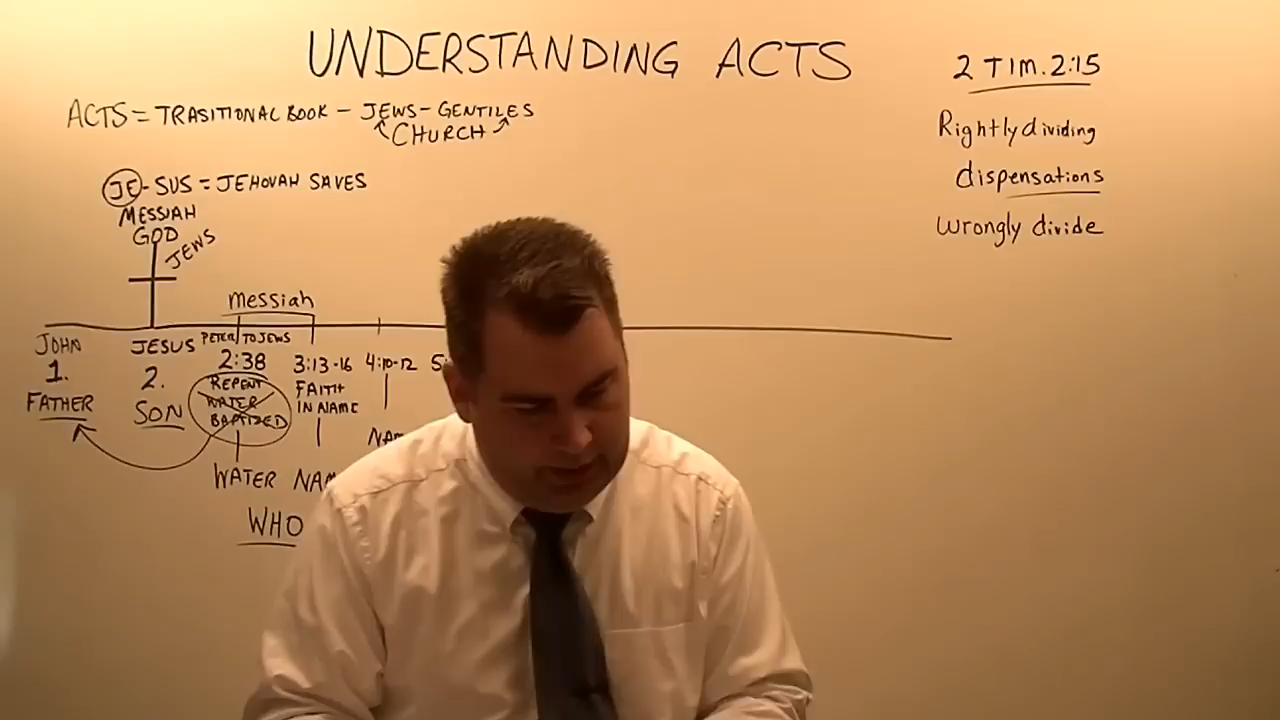 UNDERSTANDING ACTS
2 TIM. 2:15
ACTS = TRASITIONAL BOOK - JEWS - GENTILES
CHURCH
Rightly dividing
dispensations
wrongly divide
JE-SUS = JEHOVAH SAVES
MESSIAH
GOD
JEWS
messiah
JOHN
1.
FATHER
JESUS
2.
SON
PETER TO JEWS
2:38
REPENT
WATER
BAPTIZED
WATER
3:13-16
FAITH
IN NAME
4:10-12
5:
WHO